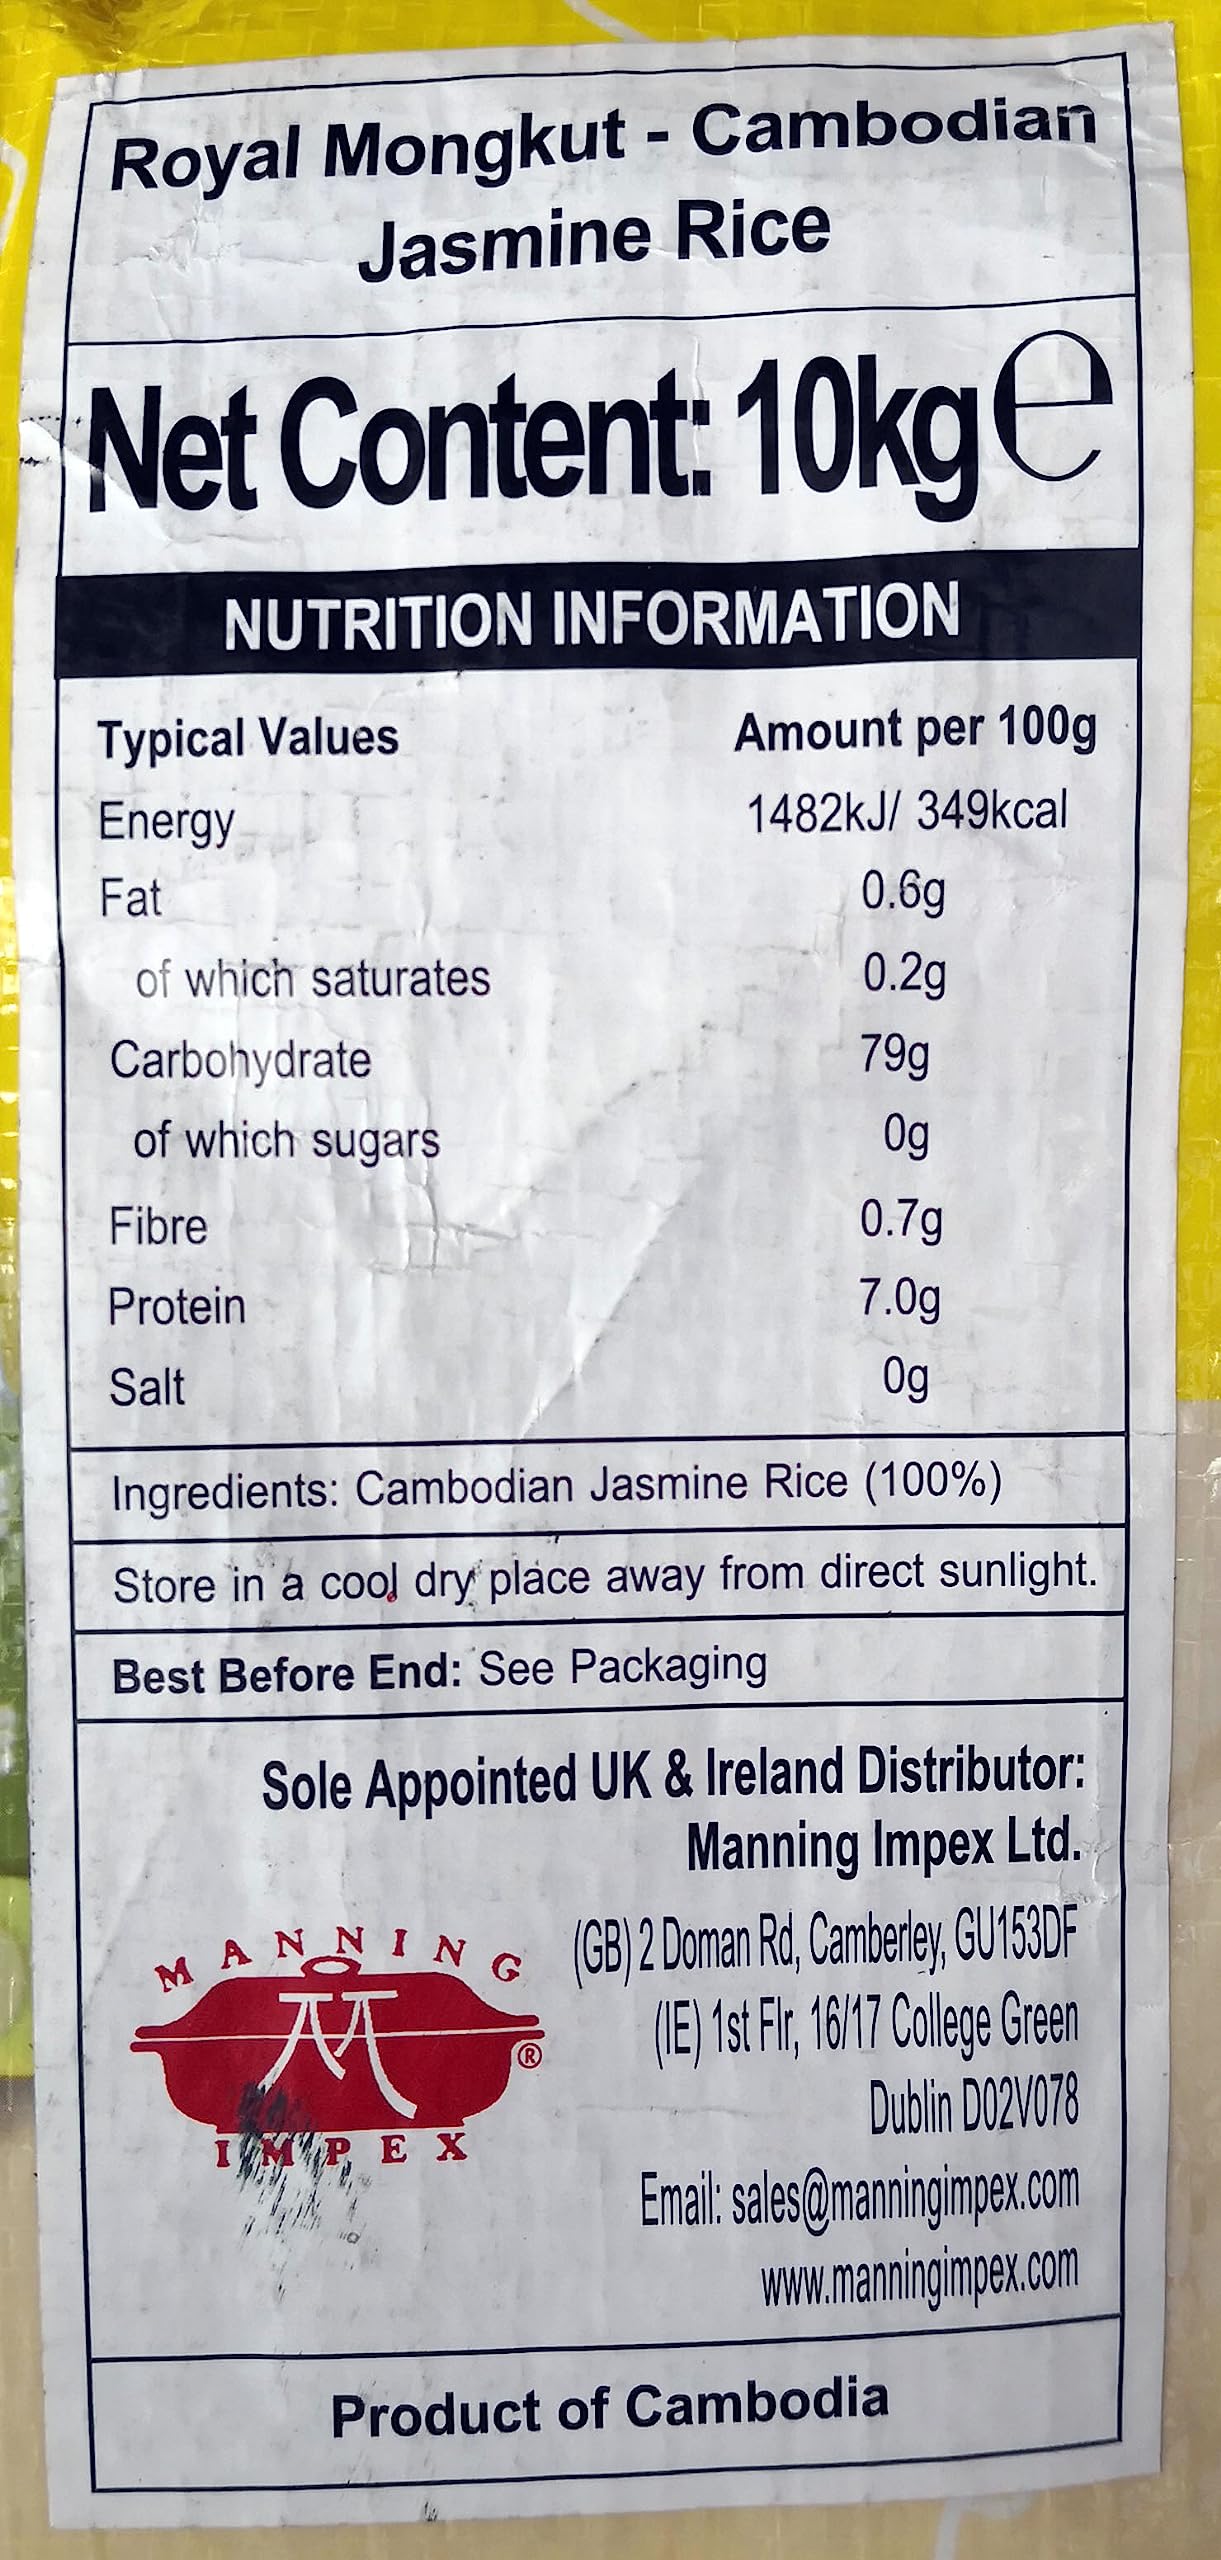 Royal Mongkut - Cambodian
Jasmine Rice
Net Content: 10kg ℮
NUTRITION INFORMATION
Typical Values Amount per 100g
Energy 1482kJ/ 349kcal
Fat 0.6g
of which saturates 0.2g
Carbohydrate 79g
of which sugars 0g
Fibre 0.7g
Protein 7.0g
Salt 0g
Ingredients: Cambodian Jasmine Rice (100%)
Store in a cool dry place away from direct sunlight.
Best Before End: See Packaging
Sole Appointed UK & Ireland Distributor:
Manning Impex Ltd.
(GB) 2 Doman Rd, Camberley, GU153DF
(IE) 1st Flr, 16/17 College Green
Dublin D02V078
Email: sales@manningimpex.com
www.manningimpex.com
MANNING
®
IMPEX
Product of Cambodia